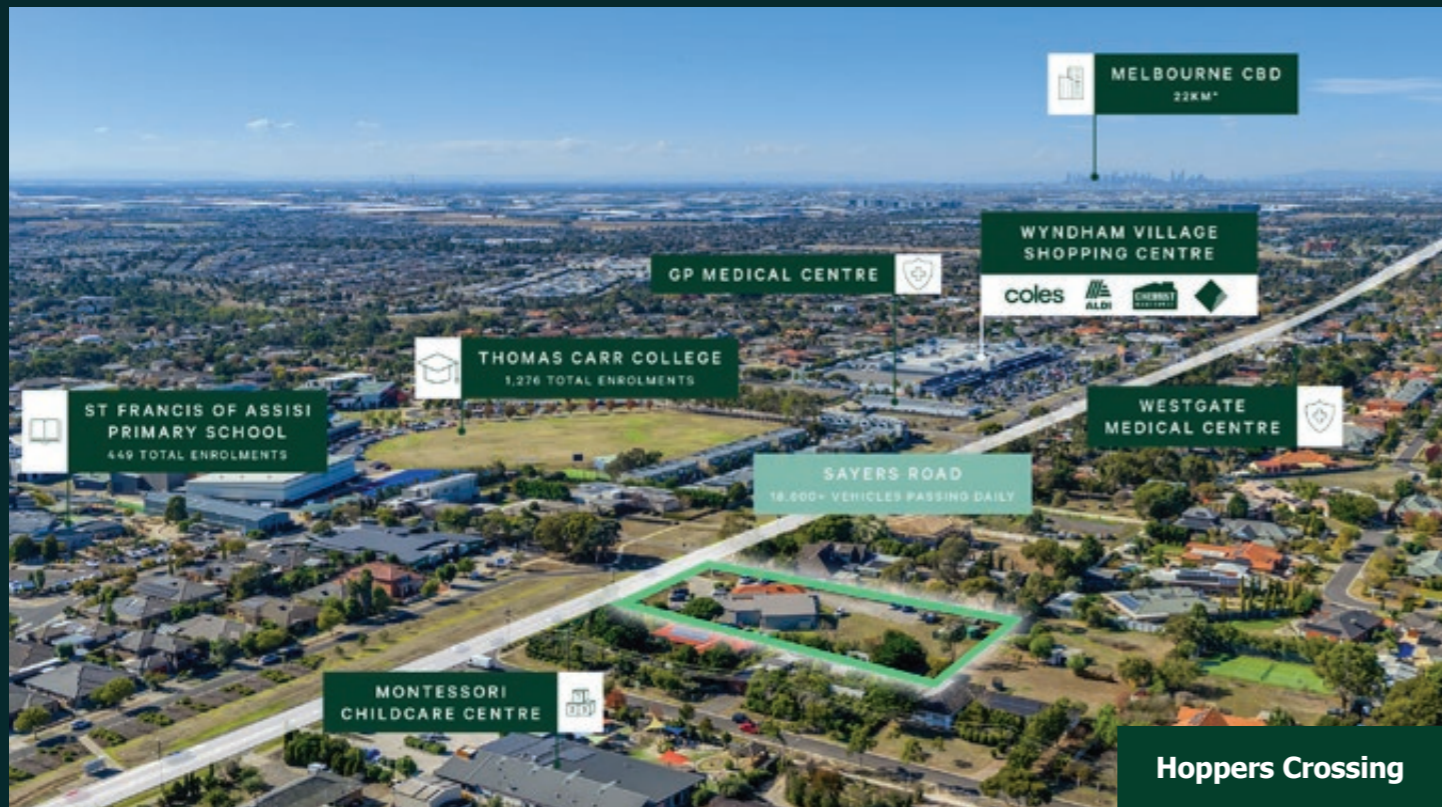 MELBOURNE CBD
22KM*
WYNDHAM VILLAGE
SHOPPING CENTRE
coles
ALDI
CHEMIST
GP MEDICAL CENTRE
THOMAS CARR COLLEGE
1,276 TOTAL ENROLMENTS
ST FRANCIS OF ASSISI
PRIMARY SCHOOL
449 TOTAL ENROLMENTS
WESTGATE
MEDICAL CENTRE
SAYERS ROAD
18,000+ VEHICLES PASSING DAILY
MONTESSORI
CHILDCARE CENTRE
Hoppers Crossing